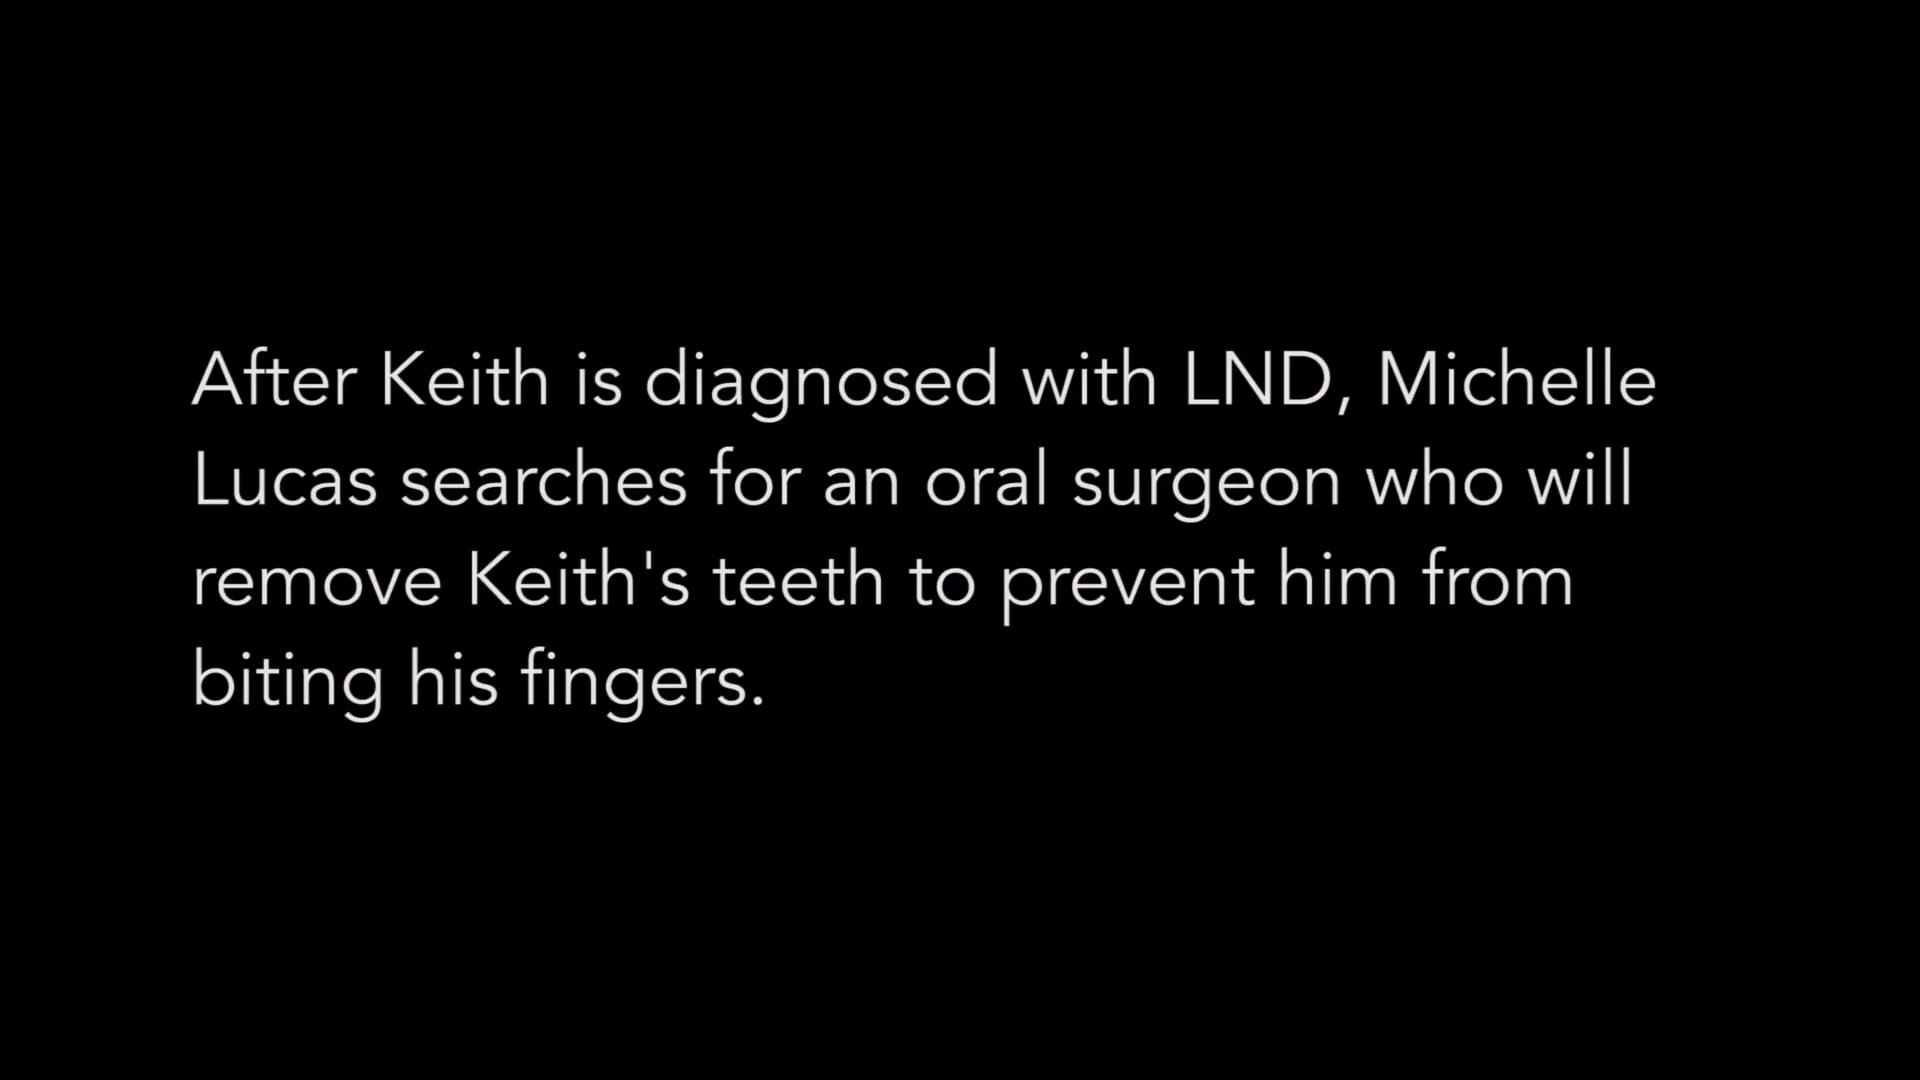 After Keith is diagnosed with LND, Michelle
Lucas searches for an oral surgeon who will
remove Keith's teeth to prevent him from
biting his fingers.